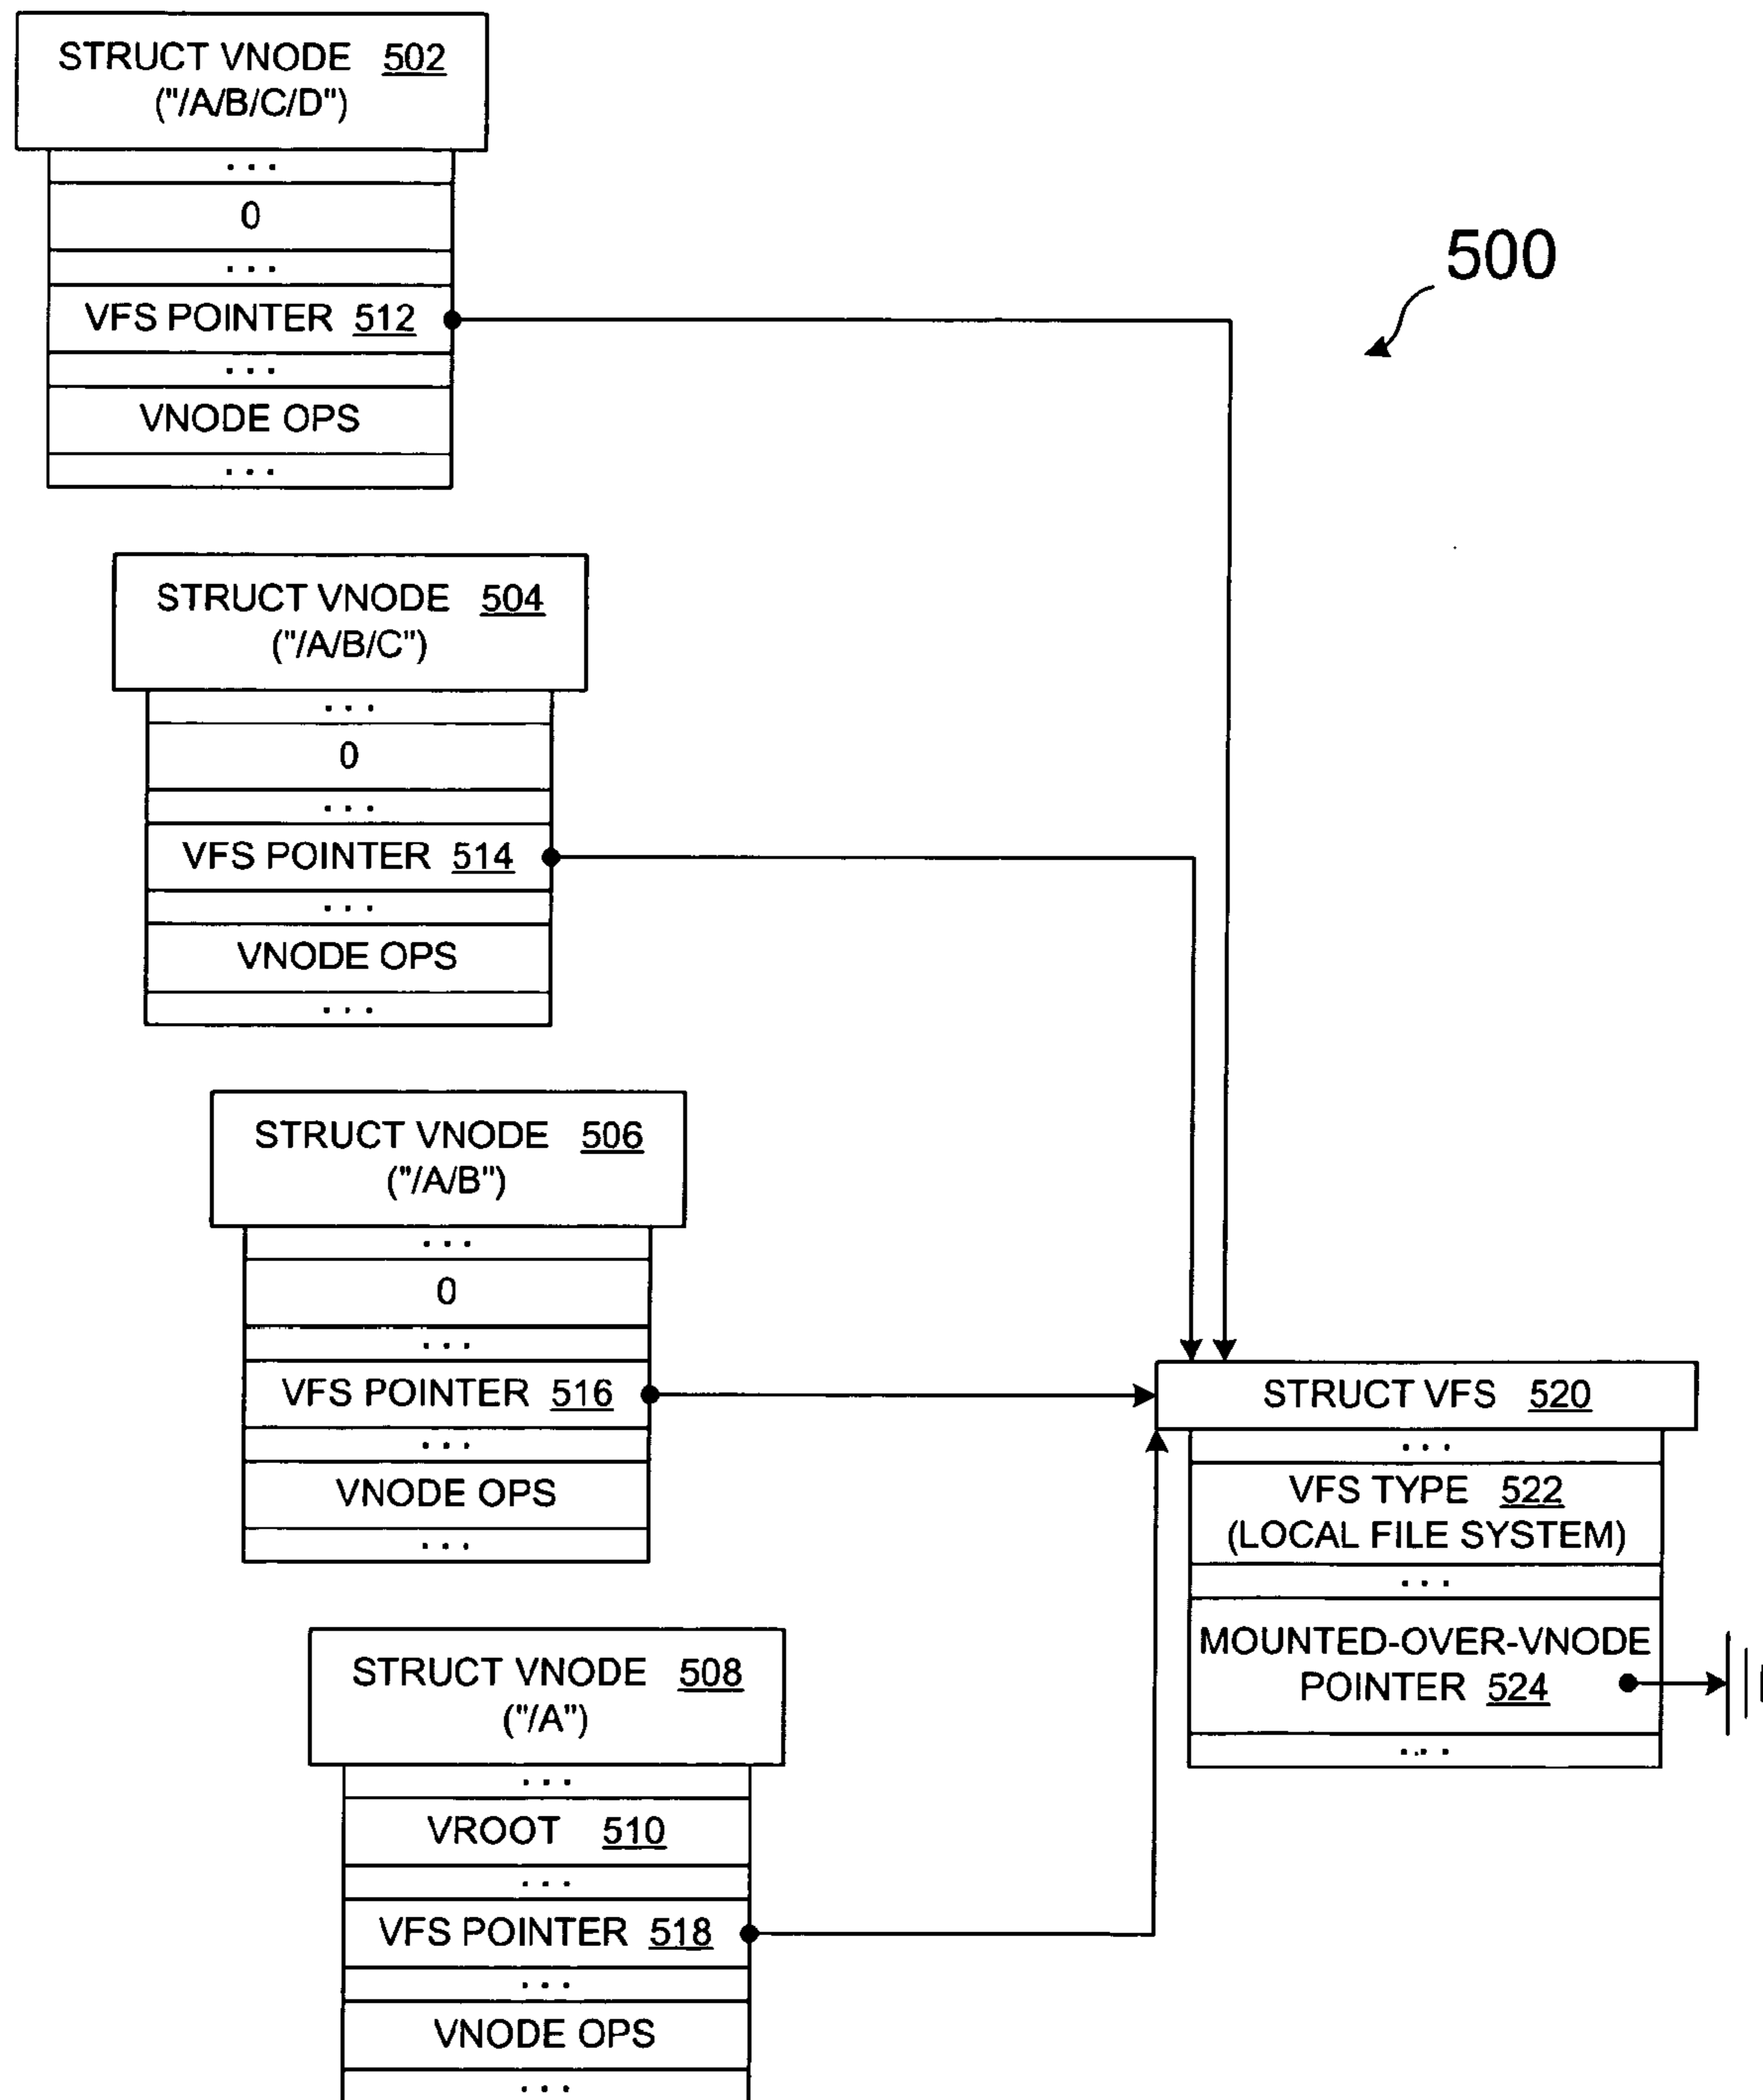 STRUCT VNODE 502
("/A/B/C/D")
...
0
...
VFS POINTER 512
...
VNODE OPS
...
500
STRUCT VNODE 504
("/A/B/C")
...
0
...
VFS POINTER 514
...
VNODE OPS
...
STRUCT VNODE 506
("/A/B")
...
0
...
VFS POINTER 516
...
VNODE OPS
...
STRUCT VFS 520
...
VFS TYPE 522
(LOCAL FILE SYSTEM)
...
MOUNTED-OVER-VNODE
POINTER 524
...
STRUCT VNODE 508
("/A")
...
VROOT 510
...
VFS POINTER 518
...
VNODE OPS
...